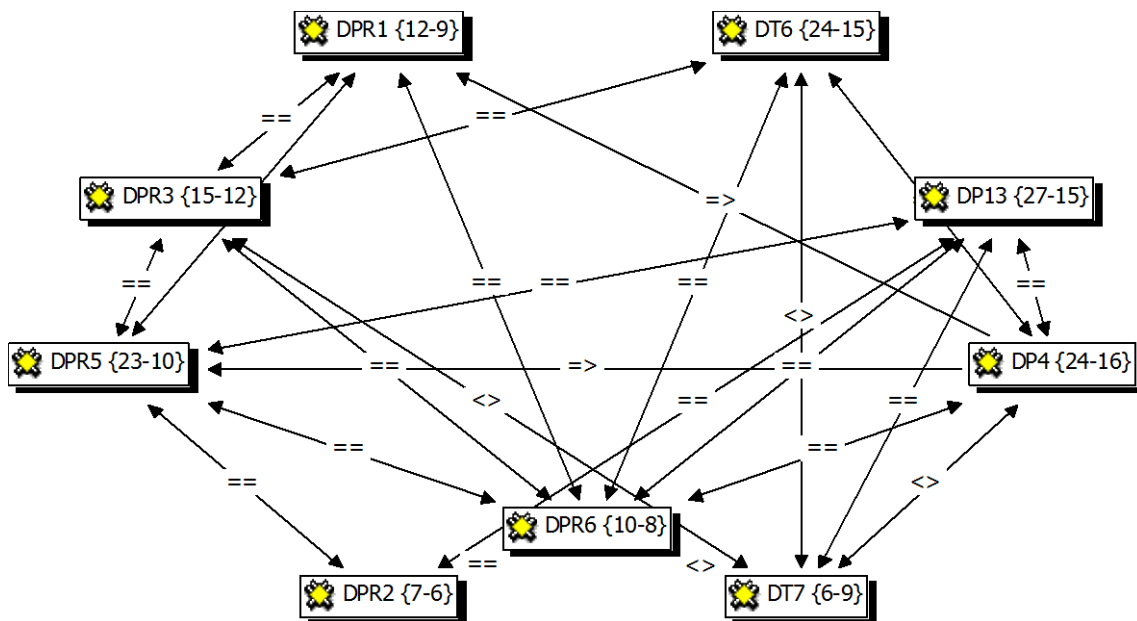 DPR1 {12-9}
DT6 {24-15}
==
==
DPR3 {15-12}
=>
DP13 {27-15}
==
==
==
==
==
<>
DPR5 {23-10}
==
=>
==
DP4 {24-16}
<>
==
==
==
==
==
<>
DPR6 {10-8}
==
<>
DPR2 {7-6}
DT7 {6-9}